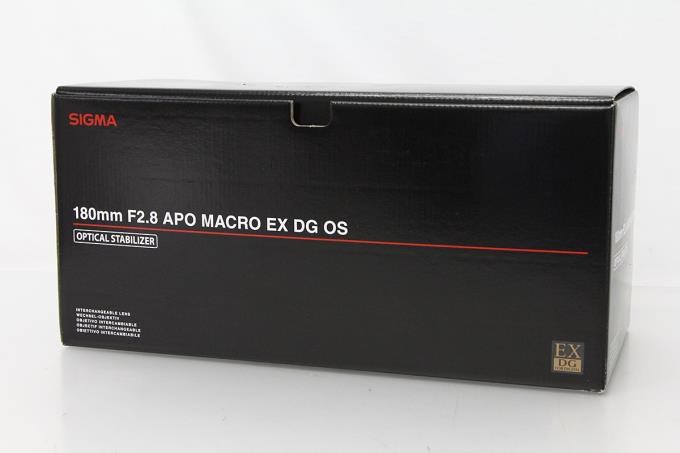 SIGMA
180mm F2.8 APO MACRO EX DG OS
OPTICAL STABILIZER
INTERCHANGEABLE LENS
WECHSEL-OBJEKTIV
OBJETIVO INTERCAMBIABLE
OBJECTIF INTERCHANGEABLE
OBIETTIVO INTERCAMBIABILE
EX
DG